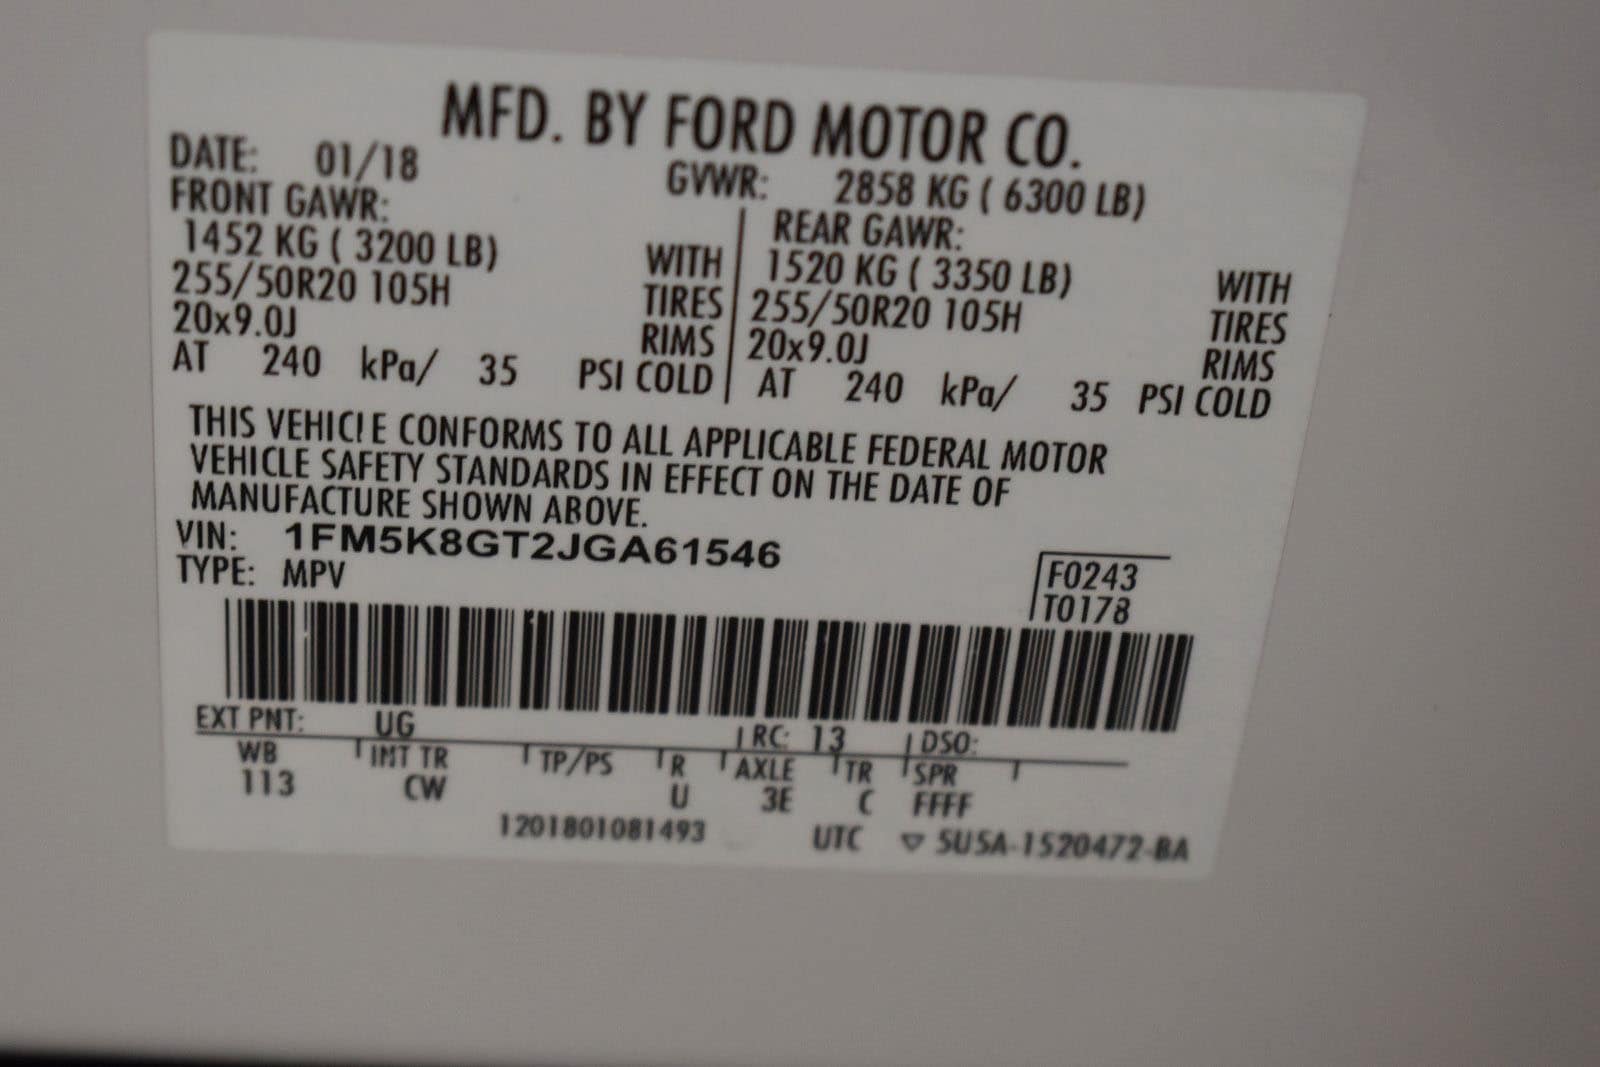 MFD. BY FORD MOTOR CO.
DATE: 01/18 GVWR: 2858 KG ( 6300 LB)
FRONT GAWR: REAR GAWR:
1452 KG ( 3200 LB) WITH 1520 KG ( 3350 LB) WITH
255/50R20 105H TIRES 255/50R20 105H TIRES
20x9.0J RIMS 20x9.0J RIMS
AT 240 kPa/ 35 PSI COLD AT 240 kPa/ 35 PSI COLD
THIS VEHICLE CONFORMS TO ALL APPLICABLE FEDERAL MOTOR
VEHICLE SAFETY STANDARDS IN EFFECT ON THE DATE OF
MANUFACTURE SHOWN ABOVE.
VIN: 1FM5K8GT2JGA61546
TYPE: MPV
F0243
T0178
EXT PNT: UG RC: 13 DSO:
WB INT TR TP/PS R AXLE TR SPR
113 CW U 3E C FFFF
1201801081493 UTC ▽ 5U5A-1520472-BA